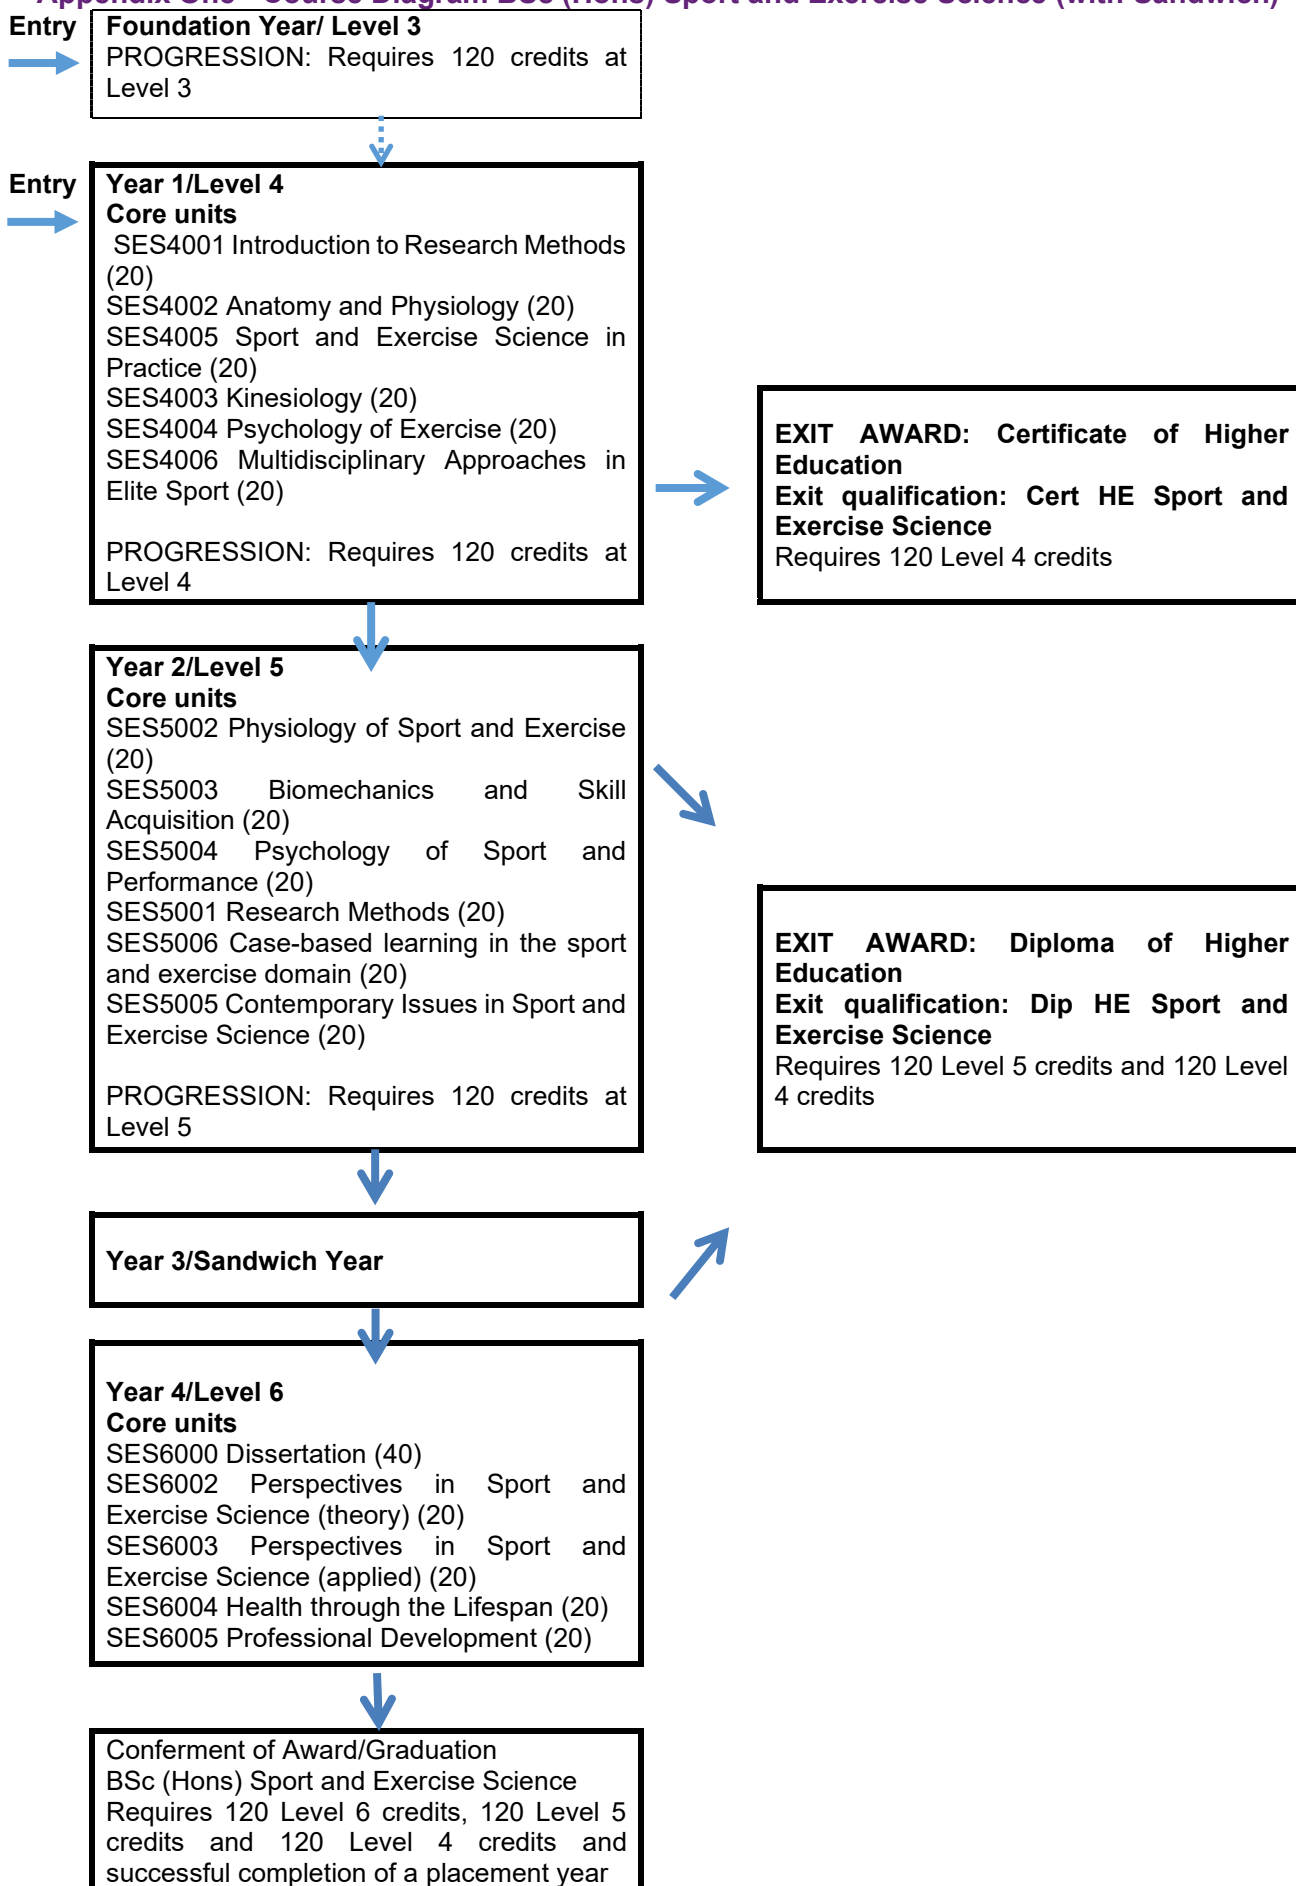 Appendix One - Course Diagram BSc (Hons) Sport and Exercise Science (with Sandwich)
Entry
Foundation Year/ Level 3
PROGRESSION: Requires 120 credits at
Level 3
Entry
Year 1/Level 4
Core units
SES4001 Introduction to Research Methods
(20)
SES4002 Anatomy and Physiology (20)
SES4005 Sport and Exercise Science in
Practice (20)
SES4003 Kinesiology (20)
SES4004 Psychology of Exercise (20)
SES4006 Multidisciplinary Approaches in
Elite Sport (20)
PROGRESSION: Requires 120 credits at
Level 4
EXIT AWARD: Certificate of Higher
Education
Exit qualification: Cert HE Sport and
Exercise Science
Requires 120 Level 4 credits
Year 2/Level 5
Core units
SES5002 Physiology of Sport and Exercise
(20)
SES5003 Biomechanics and Skill
Acquisition (20)
SES5004 Psychology of Sport and
Performance (20)
SES5001 Research Methods (20)
SES5006 Case-based learning in the sport
and exercise domain (20)
SES5005 Contemporary Issues in Sport and
Exercise Science (20)
PROGRESSION: Requires 120 credits at
Level 5
EXIT AWARD: Diploma of Higher
Education
Exit qualification: Dip HE Sport and
Exercise Science
Requires 120 Level 5 credits and 120 Level
4 credits
Year 3/Sandwich Year
Year 4/Level 6
Core units
SES6000 Dissertation (40)
SES6002 Perspectives in Sport and
Exercise Science (theory) (20)
SES6003 Perspectives in Sport and
Exercise Science (applied) (20)
SES6004 Health through the Lifespan (20)
SES6005 Professional Development (20)
Conferment of Award/Graduation
BSc (Hons) Sport and Exercise Science
Requires 120 Level 6 credits, 120 Level 5
credits and 120 Level 4 credits and
successful completion of a placement year